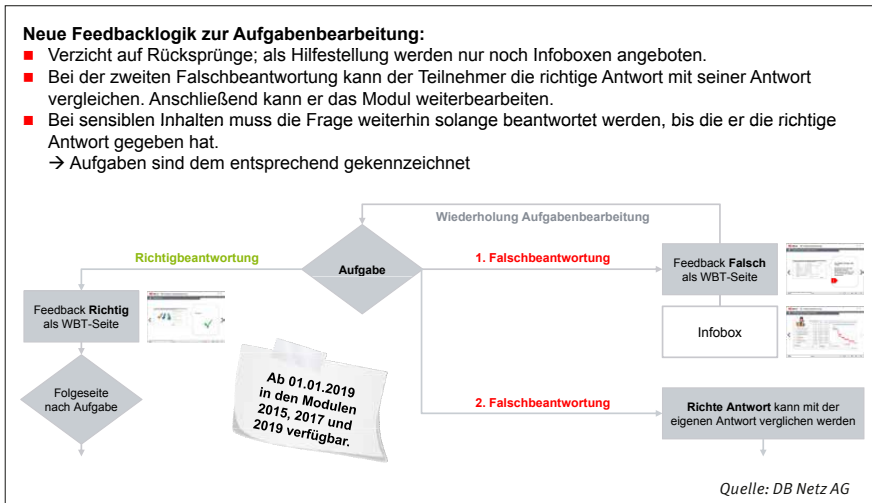 Neue Feedbacklogik zur Aufgabenbearbeitung:
Verzicht auf Rücksprünge; als Hilfestellung werden nur noch Infoboxen angeboten.
Bei der zweiten Falschbeantwortung kann der Teilnehmer die richtige Antwort mit seiner Antwort
vergleichen. Anschließend kann er das Modul weiterbearbeiten.
Bei sensiblen Inhalten muss die Frage weiterhin solange beantwortet werden, bis die er die richtige
Antwort gegeben hat.
→ Aufgaben sind dem entsprechend gekennzeichnet
Wiederholung Aufgabenbearbeitung
Richtigbeantwortung
Aufgabe
1. Falschbeantwortung
Feedback Falsch
als WBT-Seite
Feedback Richtig
als WBT-Seite
Infobox
Folgeseite
nach Aufgabe
Ab 01.01.2019
in den Modulen
2015, 2017 und
2019 verfügbar.
2. Falschbeantwortung
Richte Antwort kann mit der
eigenen Antwort verglichen werden
Quelle: DB Netz AG